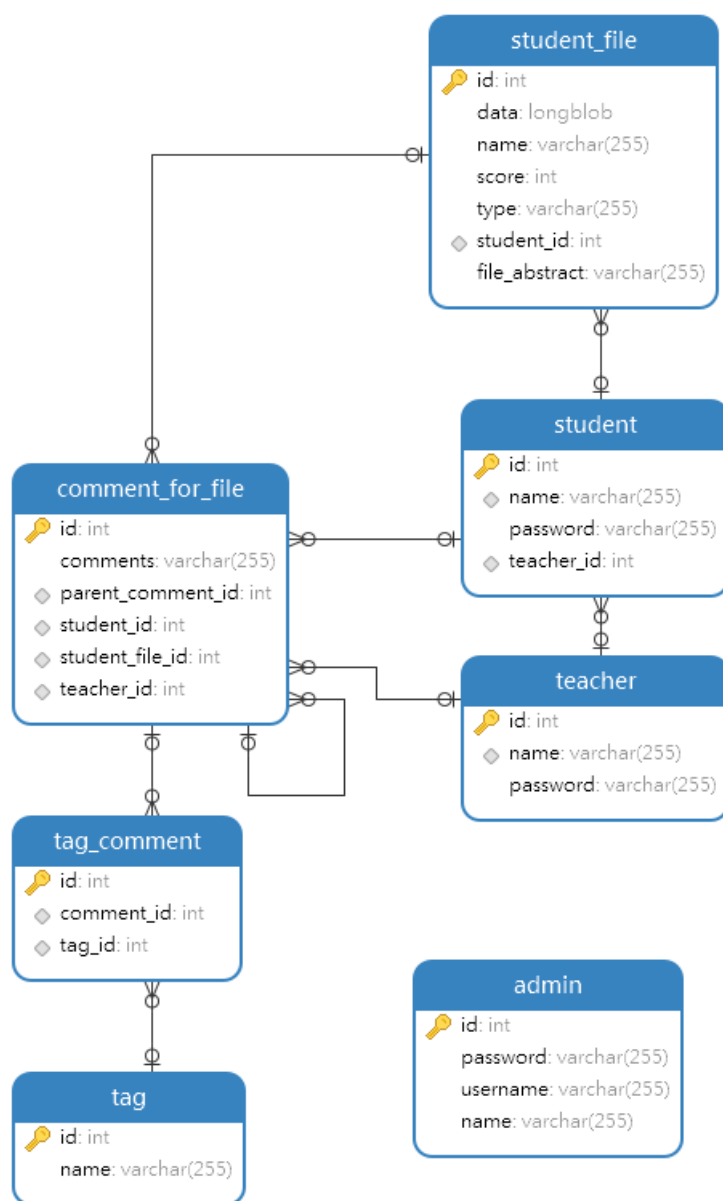 student_file
id: int
data: longblob
name: varchar(255)
score: int
type: varchar(255)
student_id: int
file_abstract: varchar(255)
student
id: int
name: varchar(255)
password: varchar(255)
teacher_id: int
comment_for_file
id: int
comments: varchar(255)
parent_comment_id: int
student_id: int
student_file_id: int
teacher_id: int
teacher
id: int
name: varchar(255)
password: varchar(255)
tag_comment
id: int
comment_id: int
tag_id: int
admin
id: int
password: varchar(255)
username: varchar(255)
name: varchar(255)
tag
id: int
name: varchar(255)